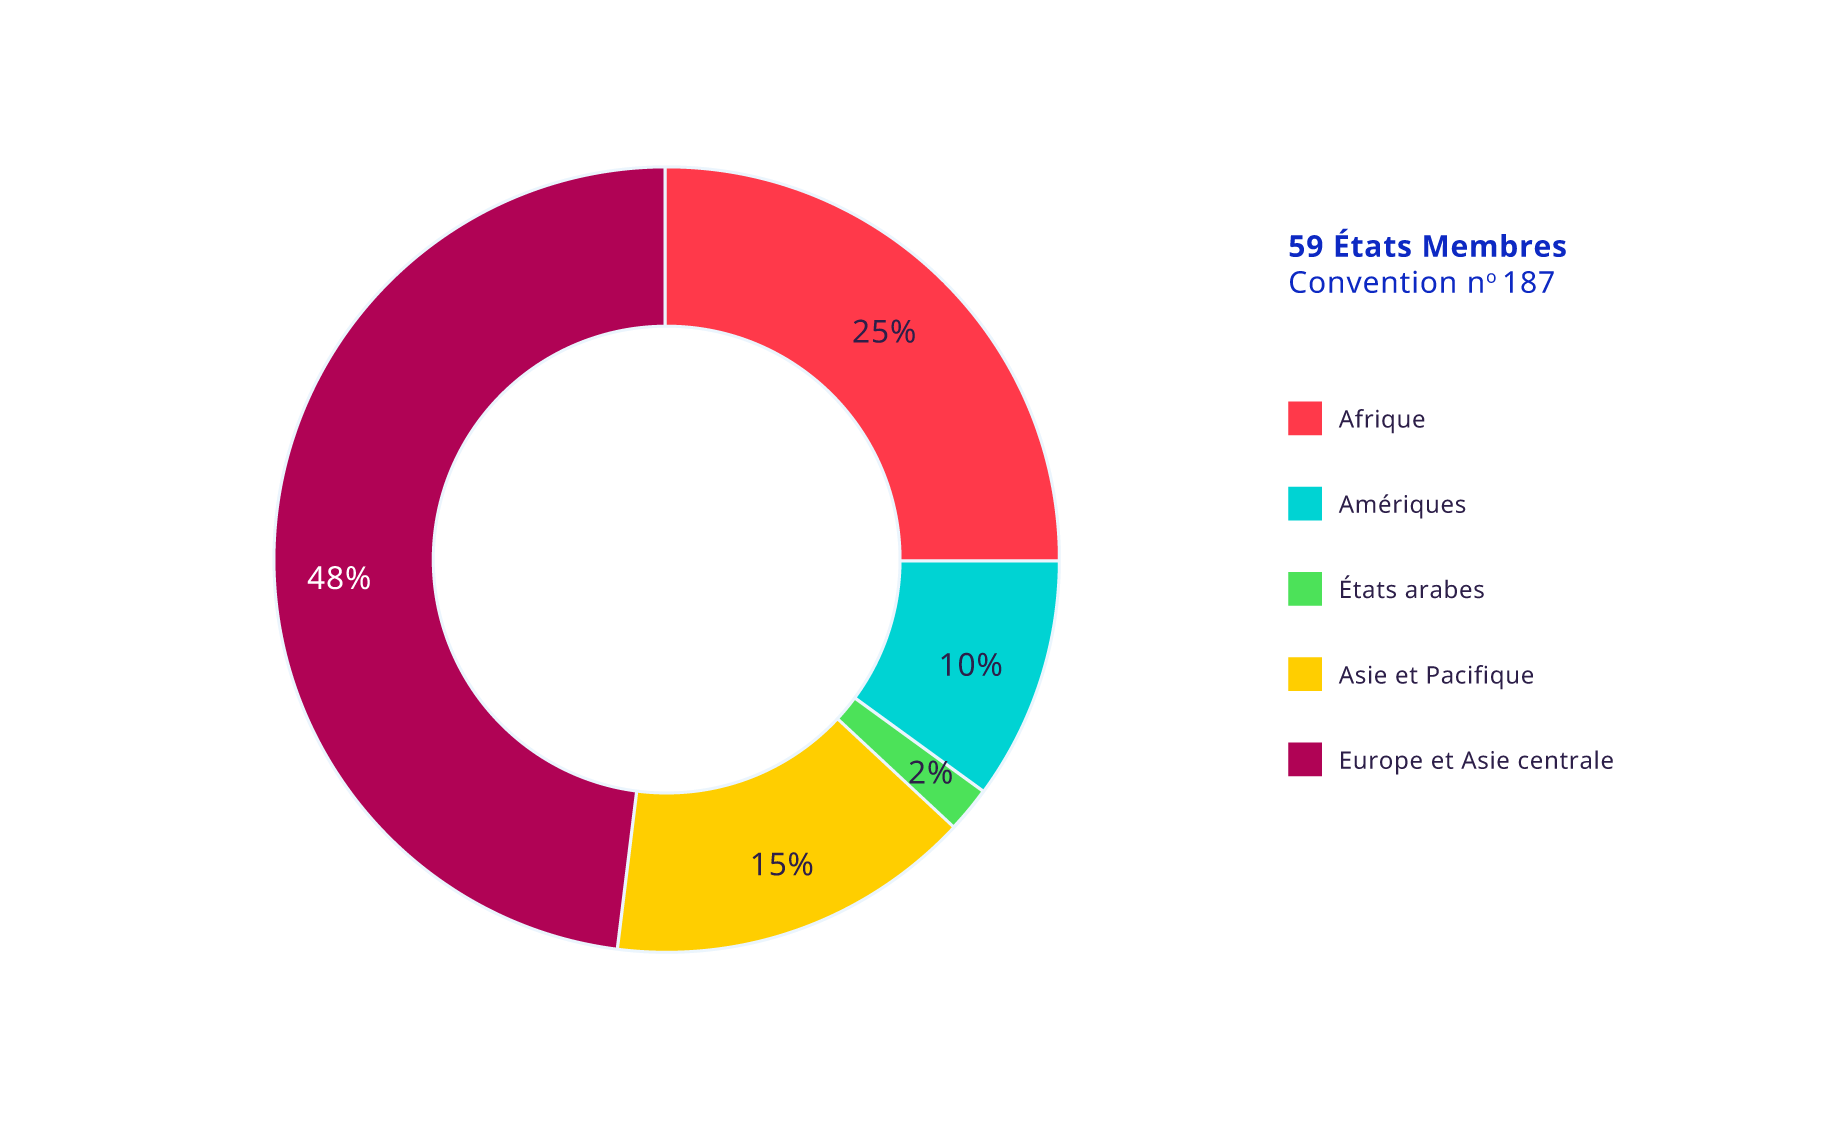 59 États Membres
Convention nº 187
25%
Afrique
Amériques
48%
États arabes
10%
Asie et Pacifique
2%
Europe et Asie centrale
15%